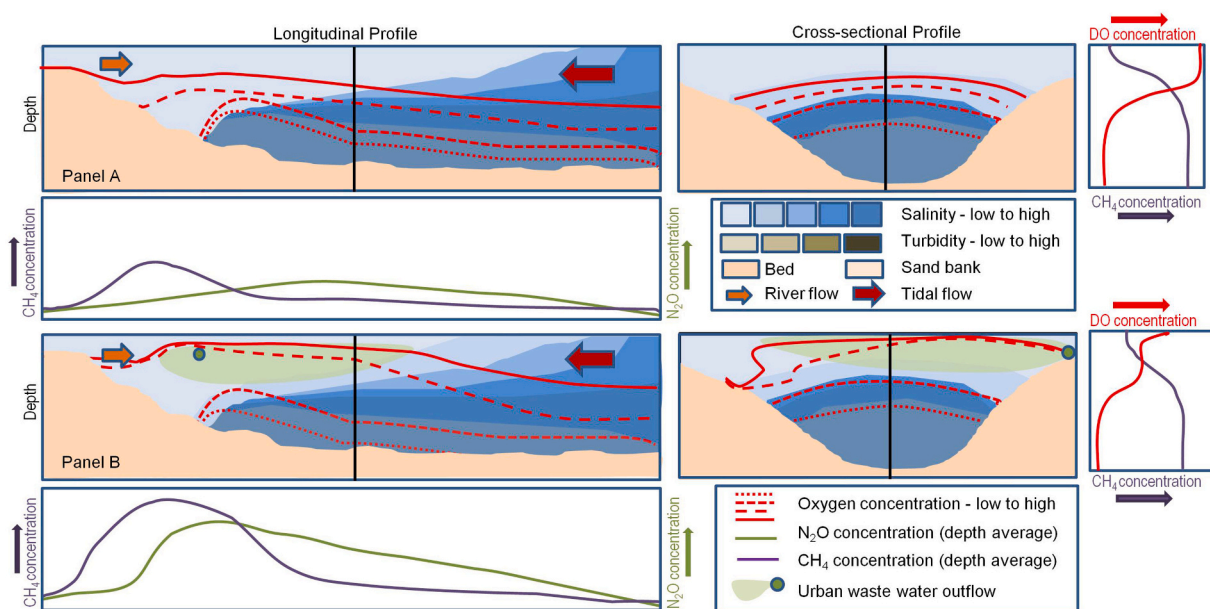 Longitudinal Profile
Cross-sectional Profile
DO concentration
Depth
Panel A
CH₄ concentration
CH₄ concentration
N₂O concentration
Salinity - low to high
Turbidity - low to high
Bed
Sand bank
River flow
Tidal flow
DO concentration
Depth
Panel B
CH₄ concentration
CH₄ concentration
N₂O concentration
Oxygen concentration - low to high
N₂O concentration (depth average)
CH₄ concentration (depth average)
Urban waste water outflow